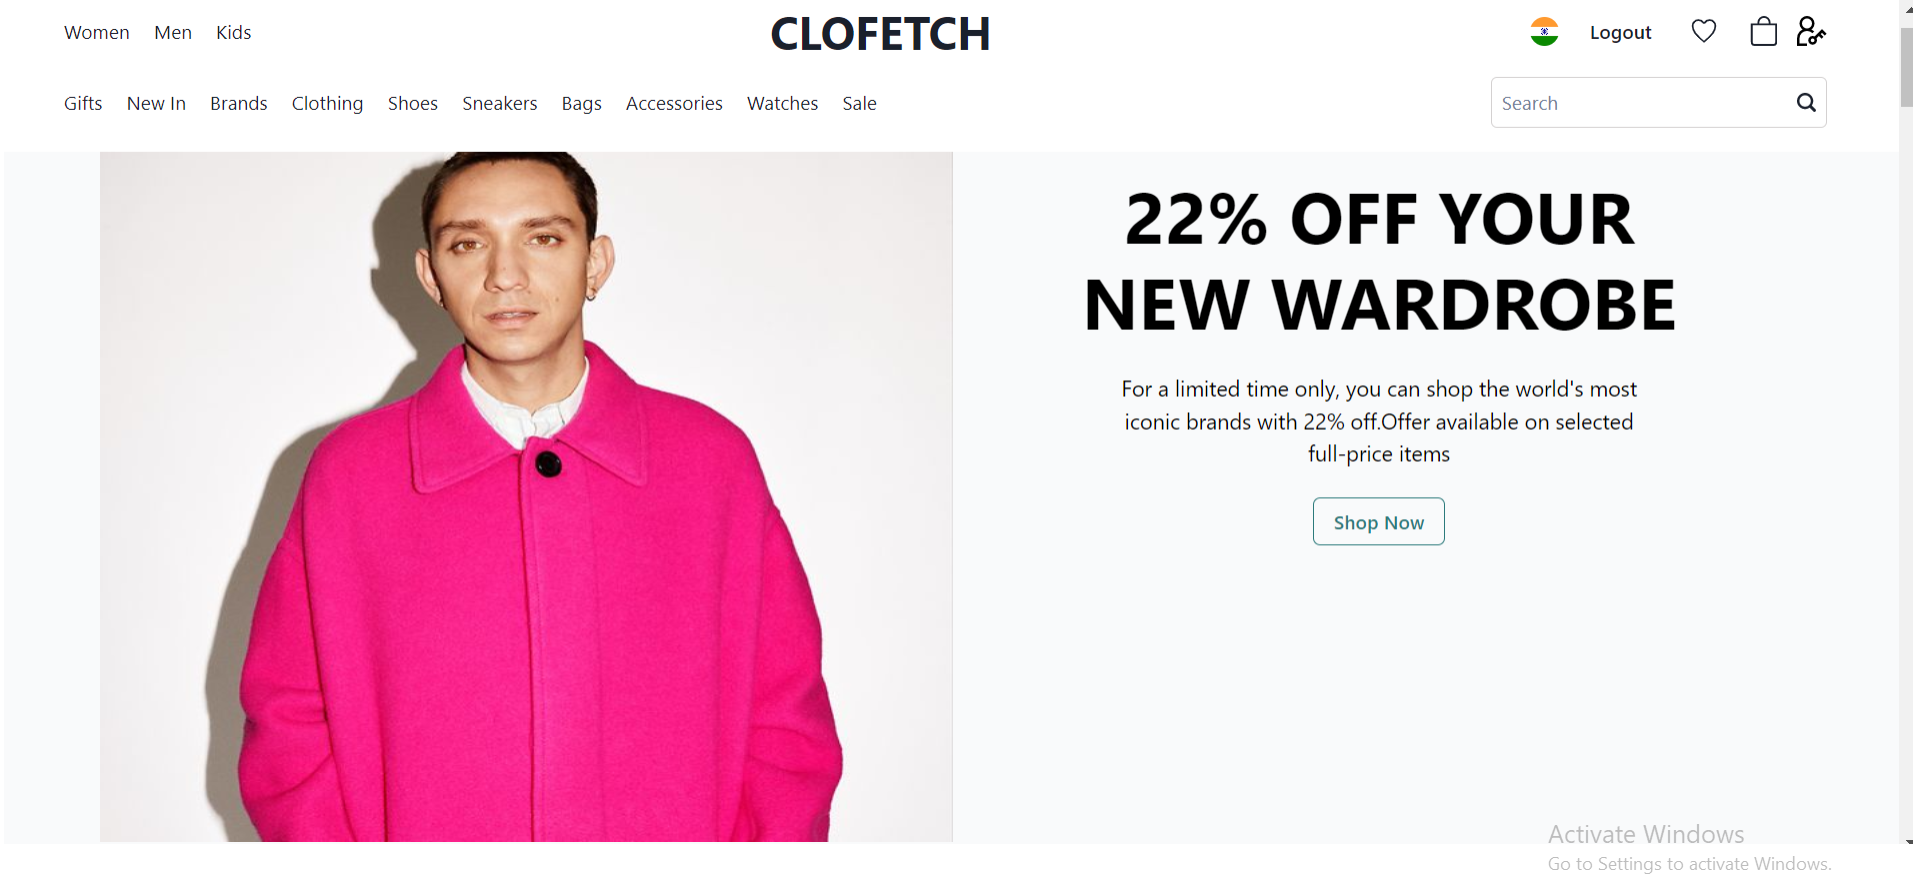 Women Men Kids
CLOFETCH
Logout
Gifts New In Brands Clothing Shoes Sneakers Bags Accessories Watches Sale
Search
22% OFF YOUR
NEW WARDROBE
For a limited time only, you can shop the world's most
iconic brands with 22% off.Offer available on selected
full-price items
Shop Now
Activate Windows
Go to Settings to activate Windows.